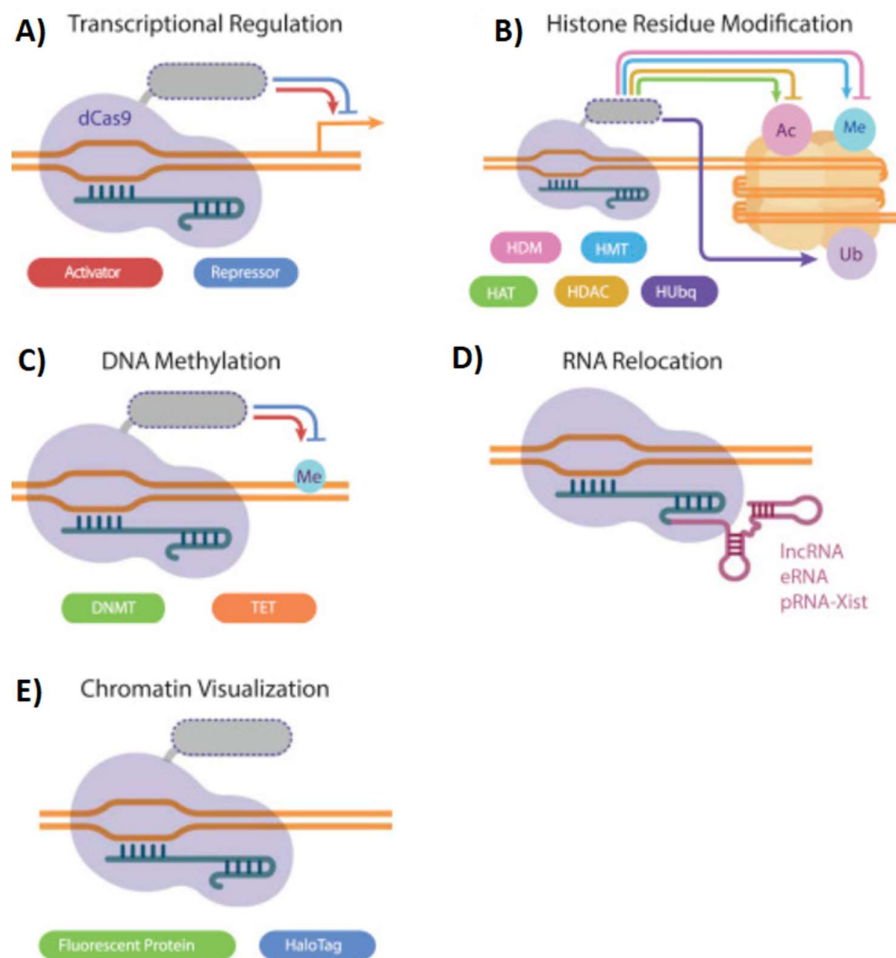 A) Transcriptional Regulation
dCas9
Activator Repressor
B) Histone Residue Modification
Ac Me
HDM HMT
Ub
HAT HDAC HUbq
C) DNA Methylation
Me
DNMT TET
D) RNA Relocation
lncRNA
eRNA
pRNA-Xist
E) Chromatin Visualization
Fluorescent Protein HaloTag